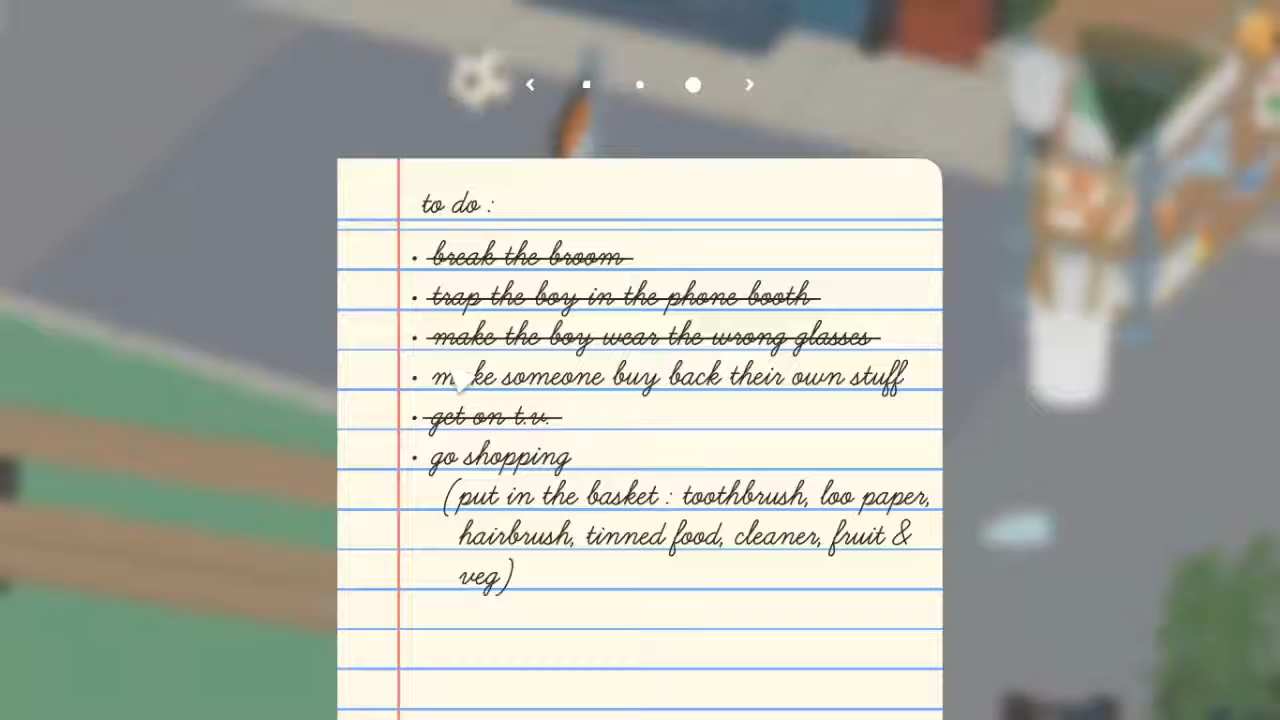 to do :
• break the broom
• trap the boy in the phone booth
• make the boy wear the wrong glasses
• make someone buy back their own stuff
• get on t.v.
• go shopping
(put in the basket : toothbrush, loo paper,
hairbrush, tinned food, cleaner, fruit &
veg)